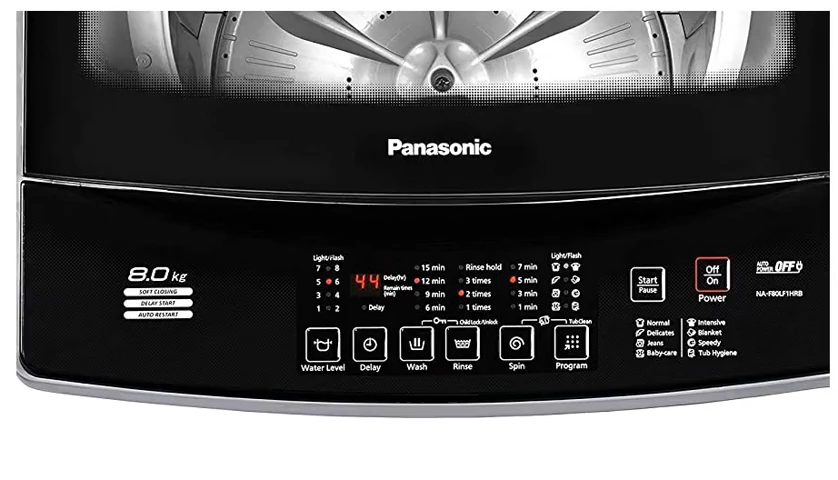 Panasonic
8.0 kg
SOFT CLOSING
DELAY START
AUTO RESTART
Light/Flash
7 8
5 6
3 4
1 2
44
Delay(hr)
Remain times
(min)
Delay
15 min
12 min
9 min
6 min
Rinse hold
3 times
2 times
1 times
7 min
5 min
3 min
1 min
Light/Flash
Child Lock/Unlock
Tub Clean
Water Level
Delay
Wash
Rinse
Spin
Program
Start
Pause
Off
On
Power
AUTO
POWER OFF
NA-F80LF1HRB
Normal Intensive
Delicates Blanket
Jeans Speedy
Baby-care Tub Hygiene